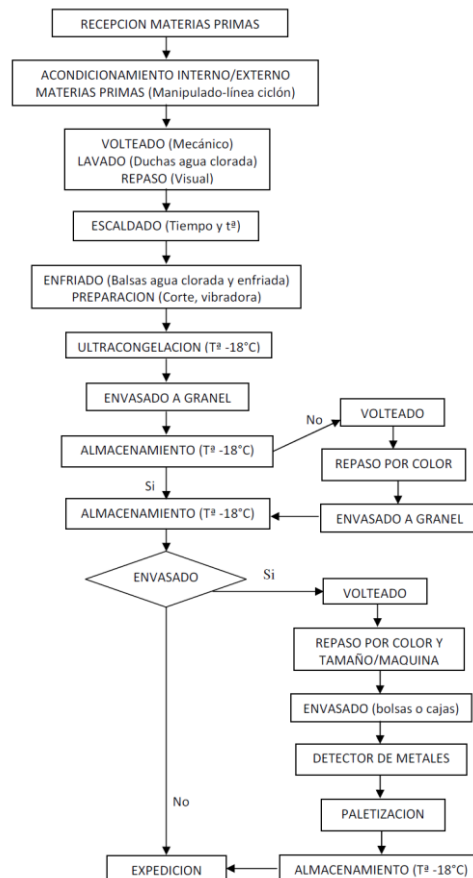 RECEPCION MATERIAS PRIMAS
ACONDICIONAMIENTO INTERNO/EXTERNO
MATERIAS PRIMAS (Manipulado-línea ciclón)
VOLTEADO (Mecánico)
LAVADO (Duchas agua clorada)
REPASO (Visual)
ESCALDADO (Tiempo y tª)
ENFRIADO (Balsas agua clorada y enfriada)
PREPARACION (Corte, vibradora)
ULTRACONGELACION (Tª -18°C)
ENVASADO A GRANEL
ALMACENAMIENTO (Tª -18°C)
No
VOLTEADO
REPASO POR COLOR
ENVASADO A GRANEL
Si
ALMACENAMIENTO (Tª -18°C)
ENVASADO
Si
VOLTEADO
REPASO POR COLOR Y
TAMAÑO/MAQUINA
ENVASADO (bolsas o cajas)
DETECTOR DE METALES
PALETIZACION
No
ALMACENAMIENTO (Tª -18°C)
EXPEDICION